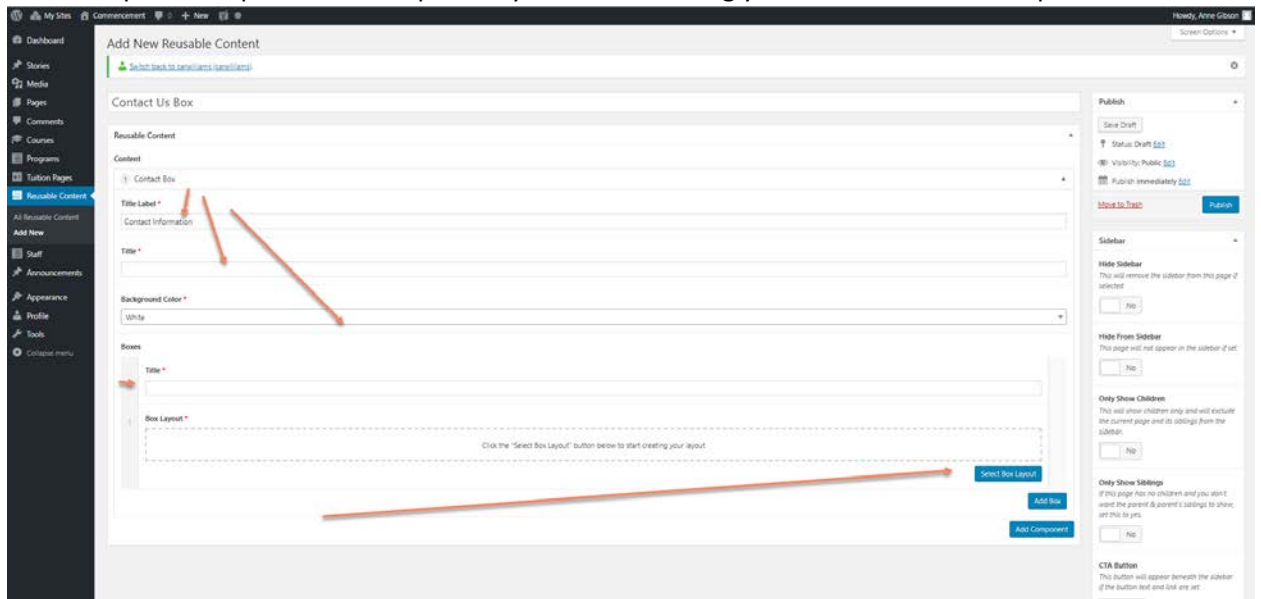 My Sites Commencement 0 + New
Howdy, Anne Gibson
Screen Options
Dashboard
Stories
Media
Pages
Comments
Courses
Programs
Tuition Pages
Reusable Content
All Reusable Content
Add New
Staff
Announcements
Appearance
Profile
Tools
Collapse menu
Add New Reusable Content
Switch back to
Contact Us Box
Reusable Content
Content
1 Contact Box
Title Label *
Contact Information
Title *
Background Color *
White
Boxes
Title *
1
Box Layout *
Click the "Select Box Layout" button below to start creating your layout
Select Box Layout
Add Box
Add Component
Publish
Save Draft
Status: Draft Edit
Visibility: Public Edit
Publish immediately Edit
Move to Trash
Publish
Sidebar
Hide Sidebar
This will remove the sidebar from this page if
selected
No
Hide From Sidebar
This page will not appear in the sidebar if set.
No
Only Show Children
This will show children only and will exclude
the current page and its siblings from the
sidebar.
No
Only Show Siblings
If this page has no children and you don't
want the parent & parent's siblings to show,
set this to yes.
No
CTA Button
This button will appear beneath the sidebar
if the button text and link are set